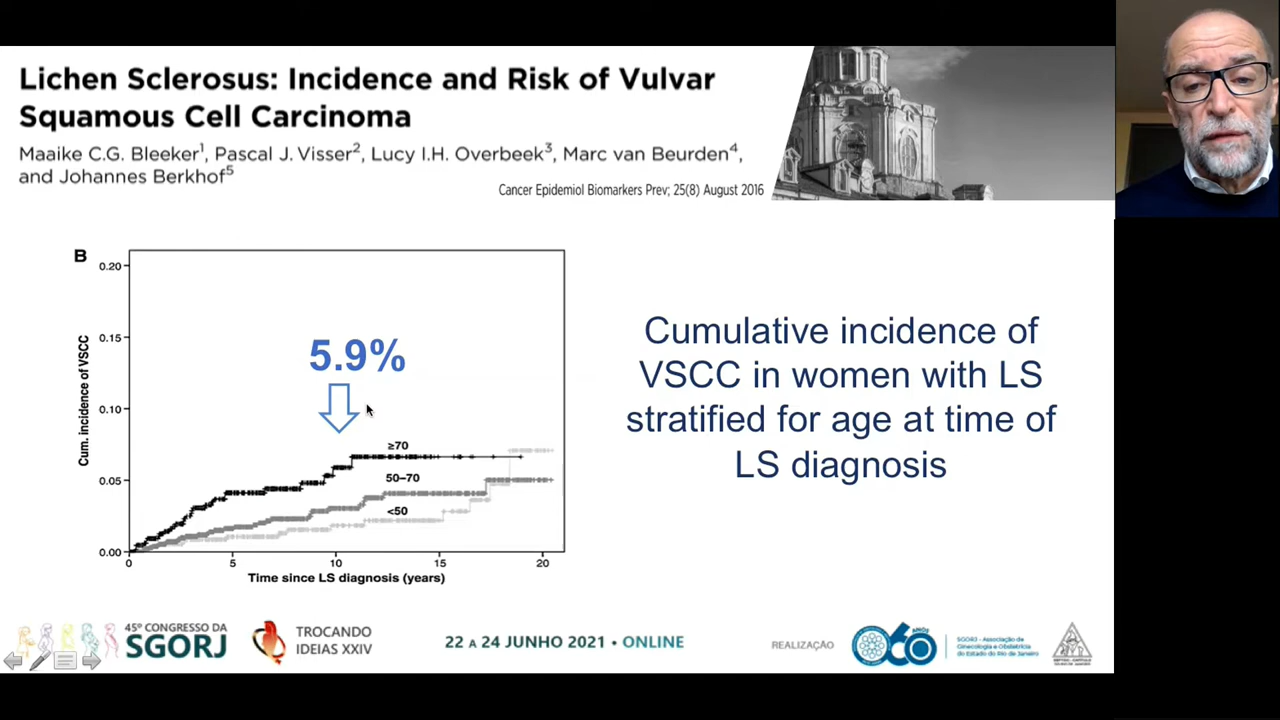 Lichen Sclerosus: Incidence and Risk of Vulvar
Squamous Cell Carcinoma
Maaike C.G. Bleeker1, Pascal J. Visser2, Lucy I.H. Overbeek3, Marc van Beurden4,
and Johannes Berkhof5
Cancer Epidemiol Biomarkers Prev; 25(8) August 2016
B
0.20
0.15
0.10
0.05
0.00
Cum. incidence of VSCC
5.9%
≥70
50–70
<50
0 5 10 15 20
Time since LS diagnosis (years)
Cumulative incidence of
VSCC in women with LS
stratified for age at time of
LS diagnosis
45º CONGRESSO DA
SGORJ
TROCANDO
IDEIAS XXIV
22 A 24 JUNHO 2021 • ONLINE
REALIZAÇÃO
60
ANOS
SGORJ - Associação de
Ginecologia e Obstetrícia
do Estado do Rio de Janeiro